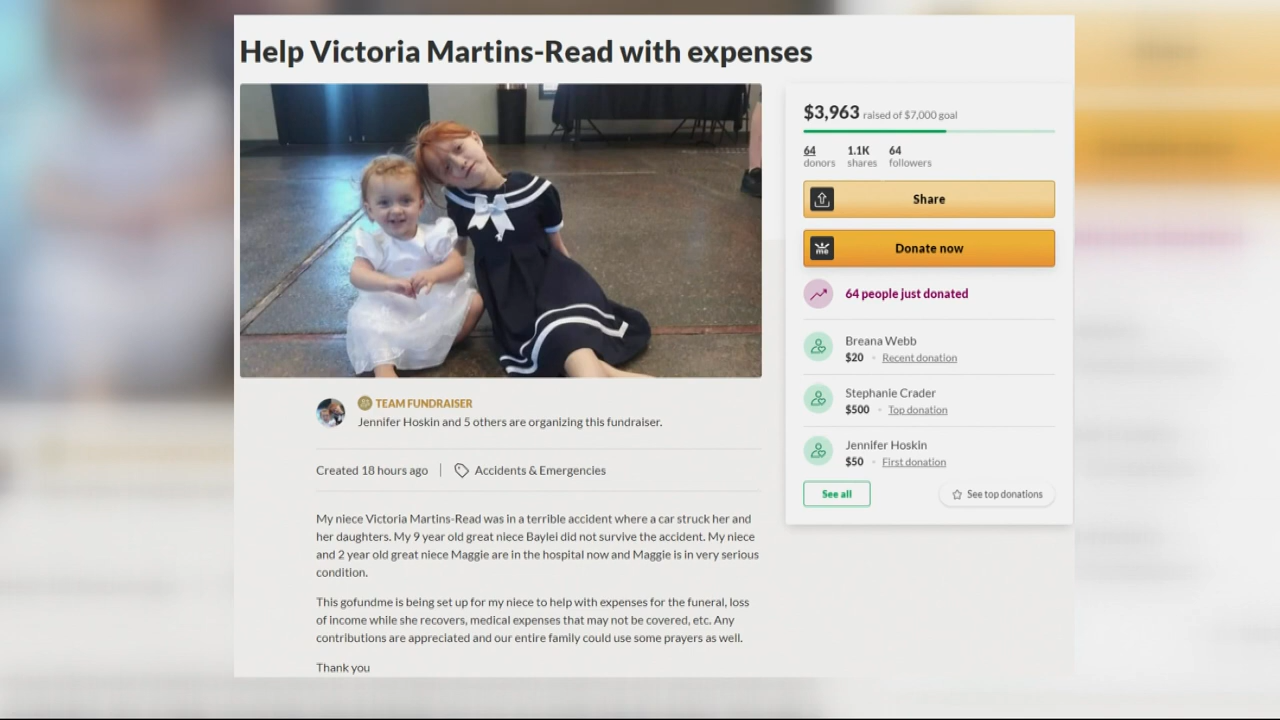 Help Victoria Martins-Read with expenses
$3,963 raised of $7,000 goal
64 1.1K 64
donors shares followers
Share
me Donate now
64 people just donated
Breana Webb
$20 • Recent donation
Stephanie Crader
$500 • Top donation
Jennifer Hoskin
$50 • First donation
See all See top donations
TEAM FUNDRAISER
Jennifer Hoskin and 5 others are organizing this fundraiser.
Created 18 hours ago | Accidents & Emergencies
My niece Victoria Martins-Read was in a terrible accident where a car struck her and
her daughters. My 9 year old great niece Baylei did not survive the accident. My niece
and 2 year old great niece Maggie are in the hospital now and Maggie is in very serious
condition.
This gofundme is being set up for my niece to help with expenses for the funeral, loss
of income while she recovers, medical expenses that may not be covered, etc. Any
contributions are appreciated and our entire family could use some prayers as well.
Thank you